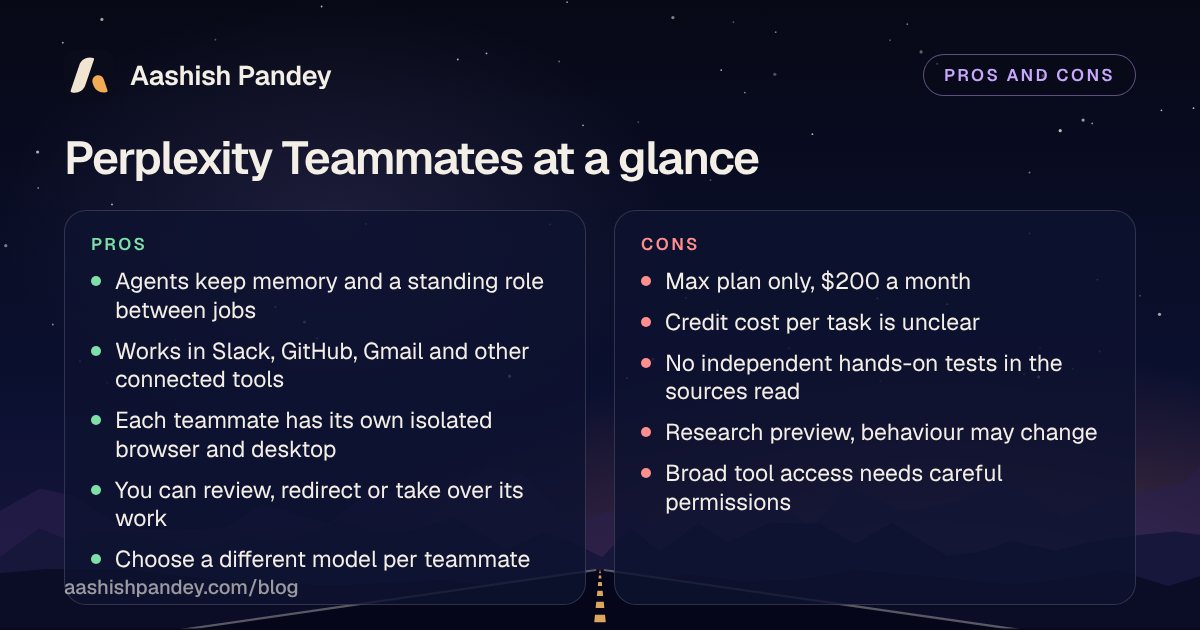 Aashish Pandey
PROS AND CONS
Perplexity Teammates at a glance
PROS
Agents keep memory and a standing role
between jobs
Works in Slack, GitHub, Gmail and other
connected tools
Each teammate has its own isolated
browser and desktop
You can review, redirect or take over its
work
Choose a different model per teammate
CONS
Max plan only, $200 a month
Credit cost per task is unclear
No independent hands-on tests in the
sources read
Research preview, behaviour may change
Broad tool access needs careful
permissions
aashishpandey.com/blog